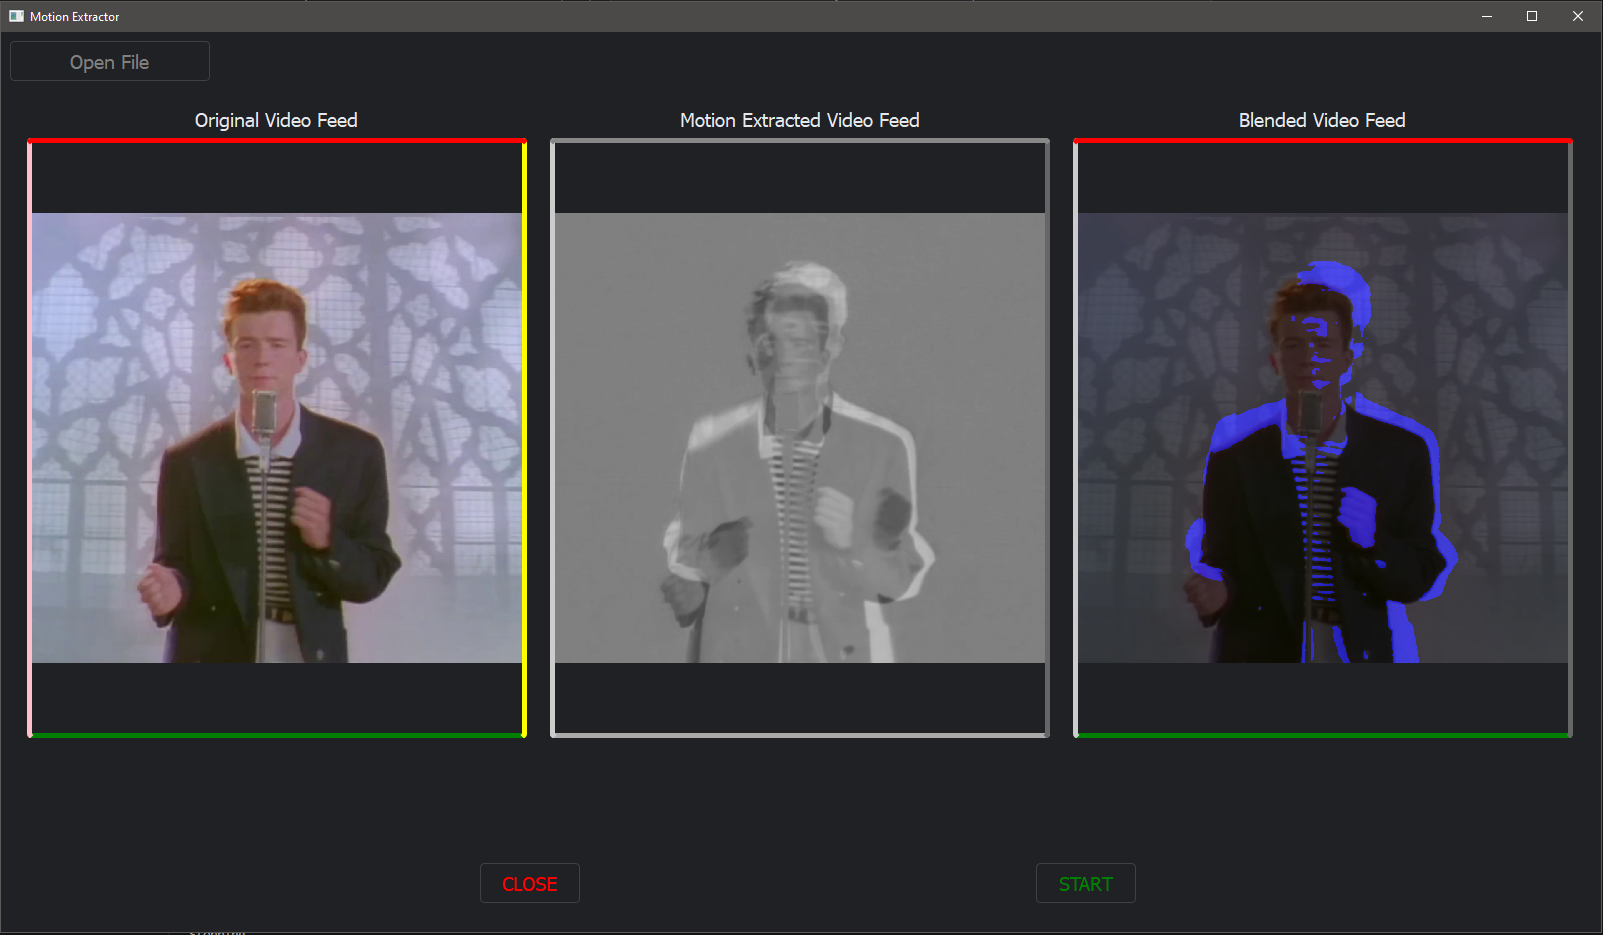 Motion Extractor
Open File
Original Video Feed
Motion Extracted Video Feed
Blended Video Feed
CLOSE
START